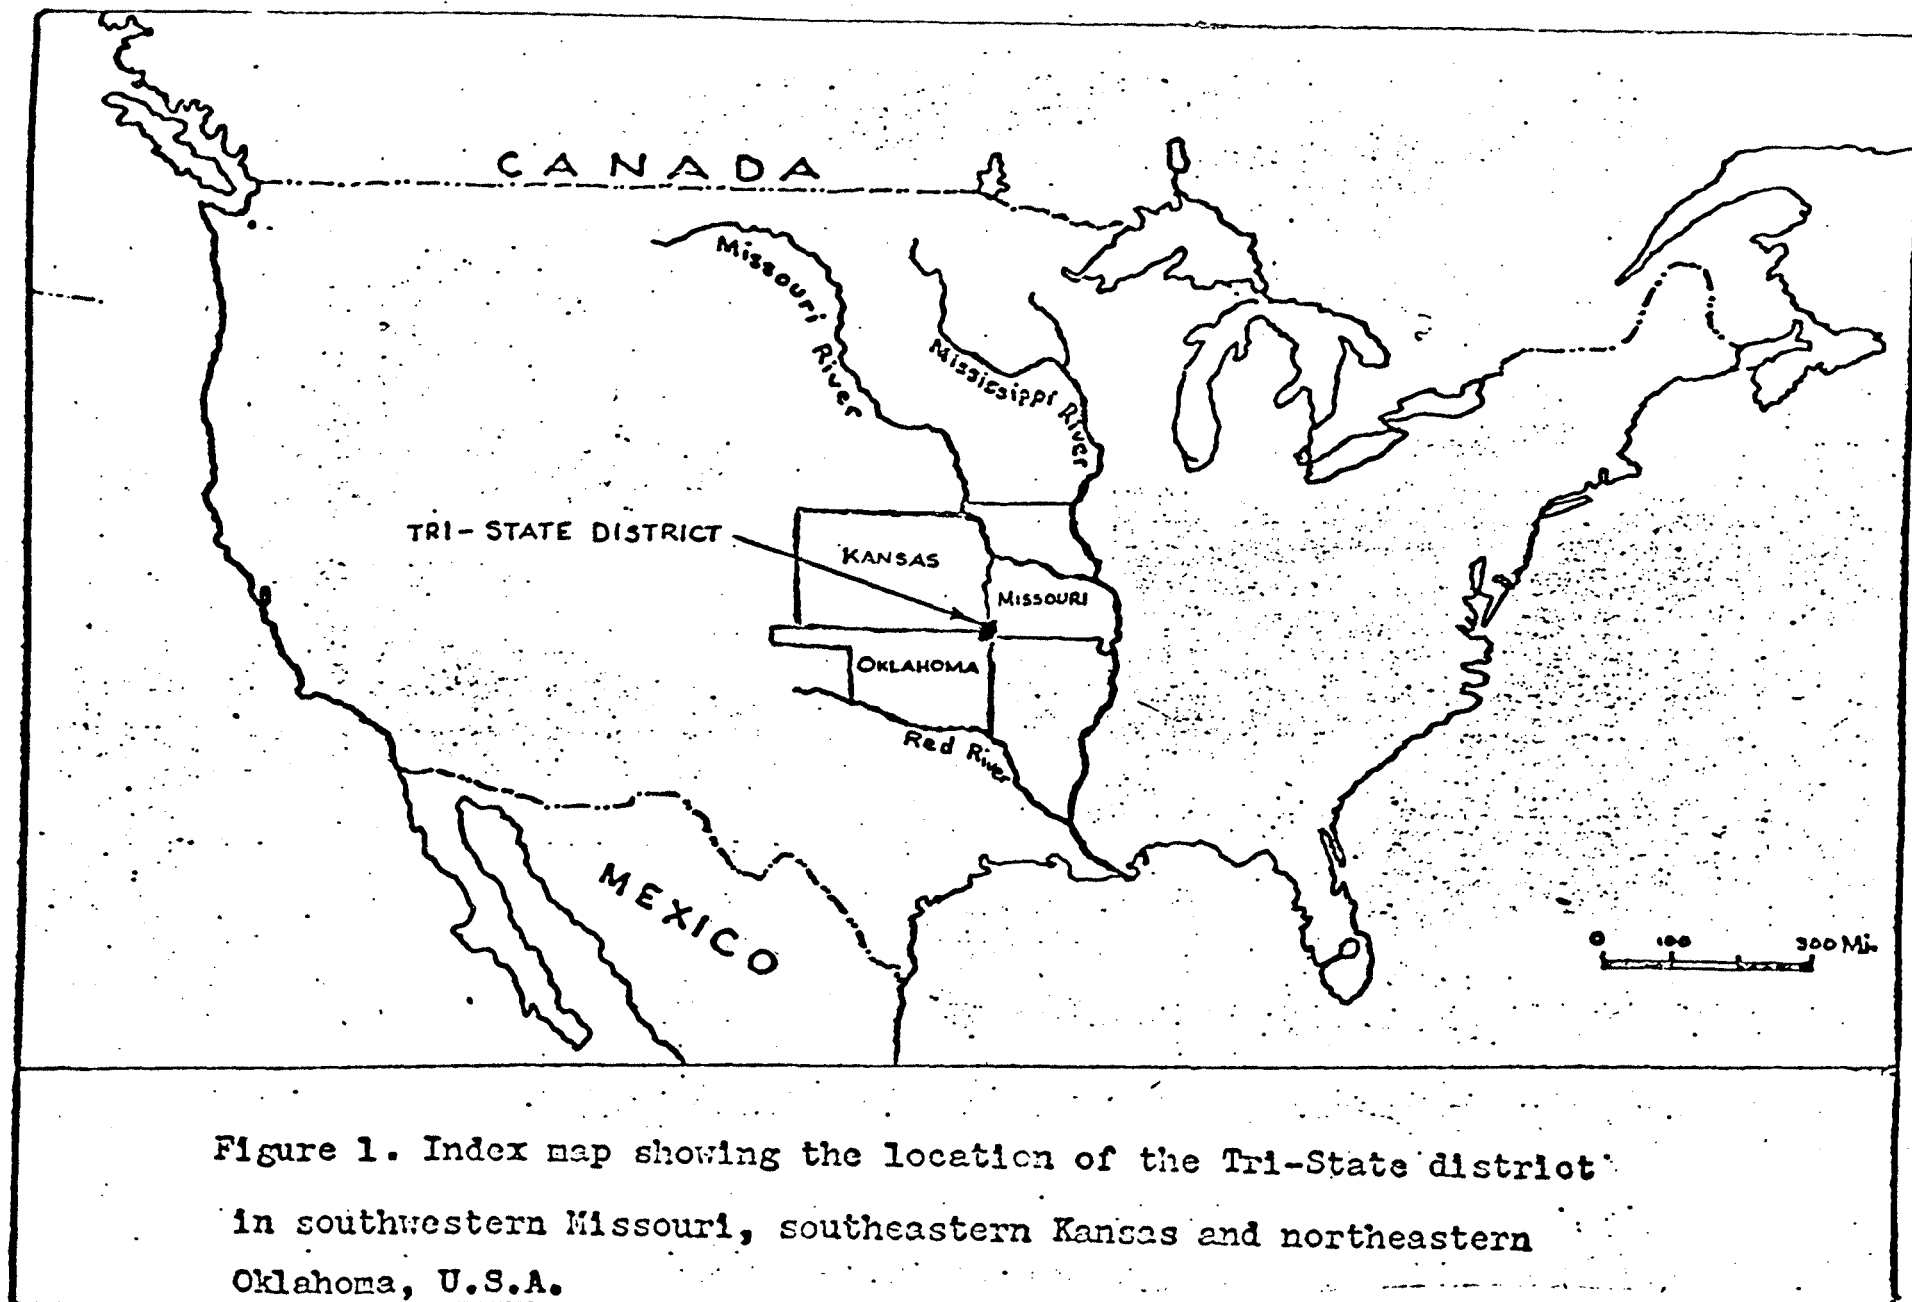 CANADA
Missouri River
Mississippi River
TRI-STATE DISTRICT
KANSAS
MISSOURI
OKLAHOMA
Red River
MEXICO
0 100 300 Mi.
Figure 1. Index map showing the location of the Tri-State district
in southwestern Missouri, southeastern Kansas and northeastern
Oklahoma, U.S.A.